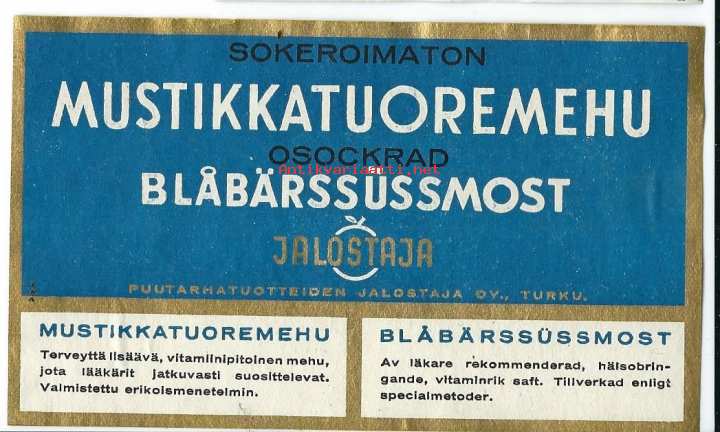 SOKEROIMATON
MUSTIKKATUOREMEHU
OSOCKRAD
Antikvariaatti.net
BLÅBÄRSSÜSSMOST
JALOSTAJA
PUUTARHATUOTTEIDEN JALOSTAJA OY., TURKU.
MUSTIKKATUOREMEHU
Terveyttä lisäävä, vitamiinipitoinen mehu,
jota lääkärit jatkuvasti suosittelevat.
Valmistettu erikoismenetelmin.
BLÅBÄRSSÜSSMOST
Av läkare rekommenderad, hälsobrin-
gande, vitaminrik saft. Tillverkad enligt
specialmetoder.